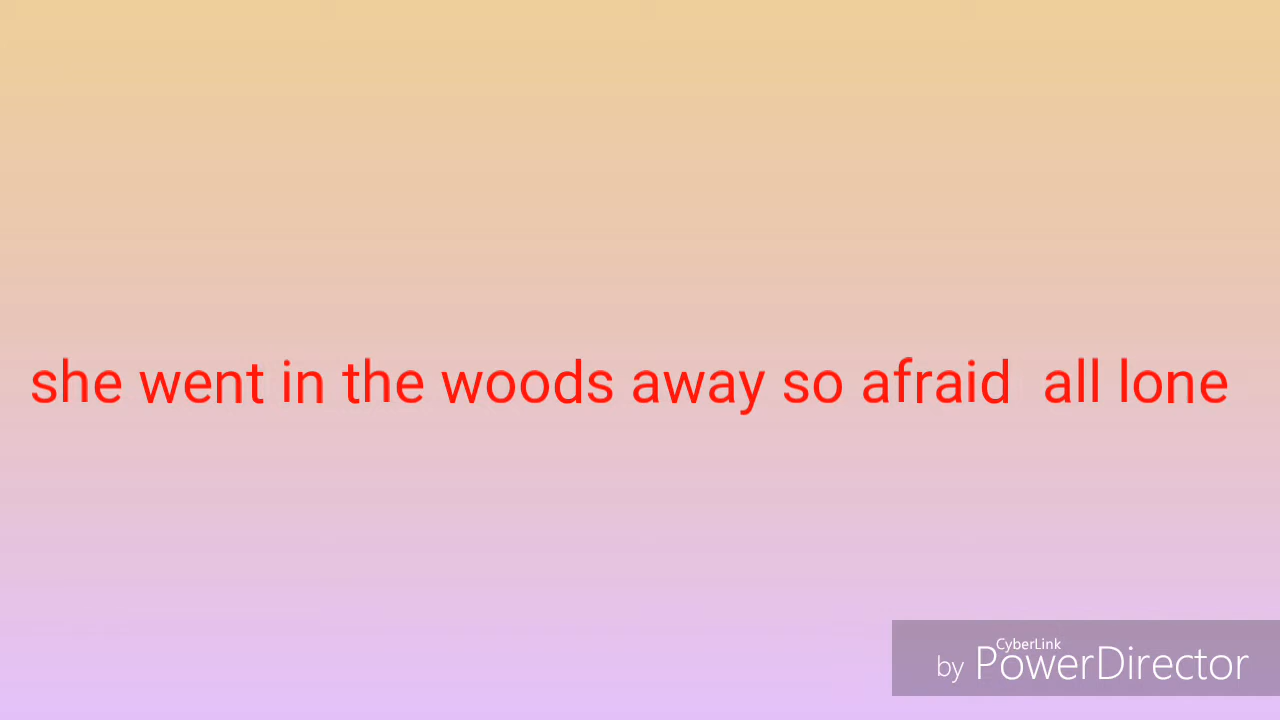 she went in the woods away so afraid  all lone
CyberLink
by PowerDirector